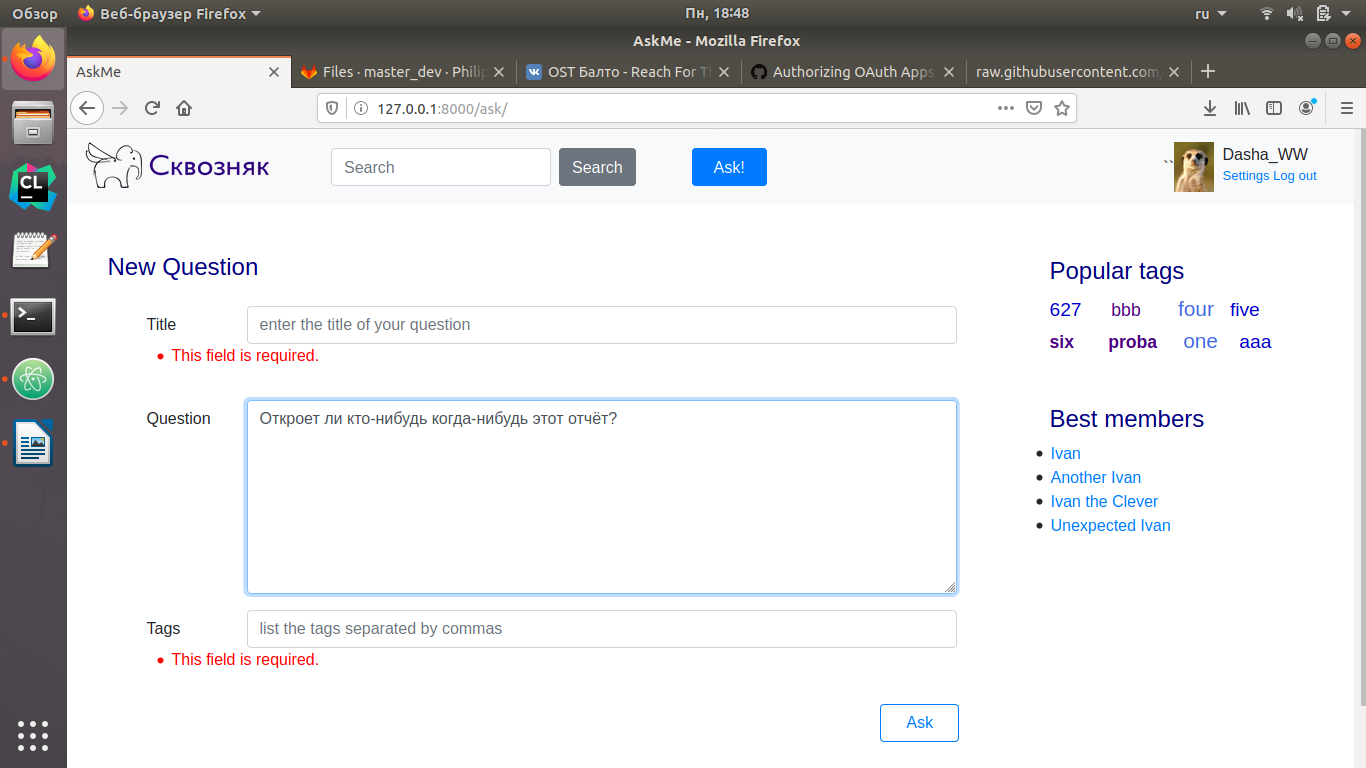 Обзор Веб-браузер Firefox Пн, 18:48 ru
AskMe - Mozilla Firefox
AskMe Files · master_dev · Philip OST Балто - Reach For T Authorizing OAuth Apps raw.githubusercontent.com
127.0.0.1:8000/ask/
Сквозняк Search Search Ask! `` Dasha_WW
Settings Log out
CL
New Question
Title enter the title of your question
This field is required.
Question Откроет ли кто-нибудь когда-нибудь этот отчёт?
Tags list the tags separated by commas
This field is required.
Ask
Popular tags
627 bbb four five
six proba one aaa
Best members
Ivan
Another Ivan
Ivan the Clever
Unexpected Ivan